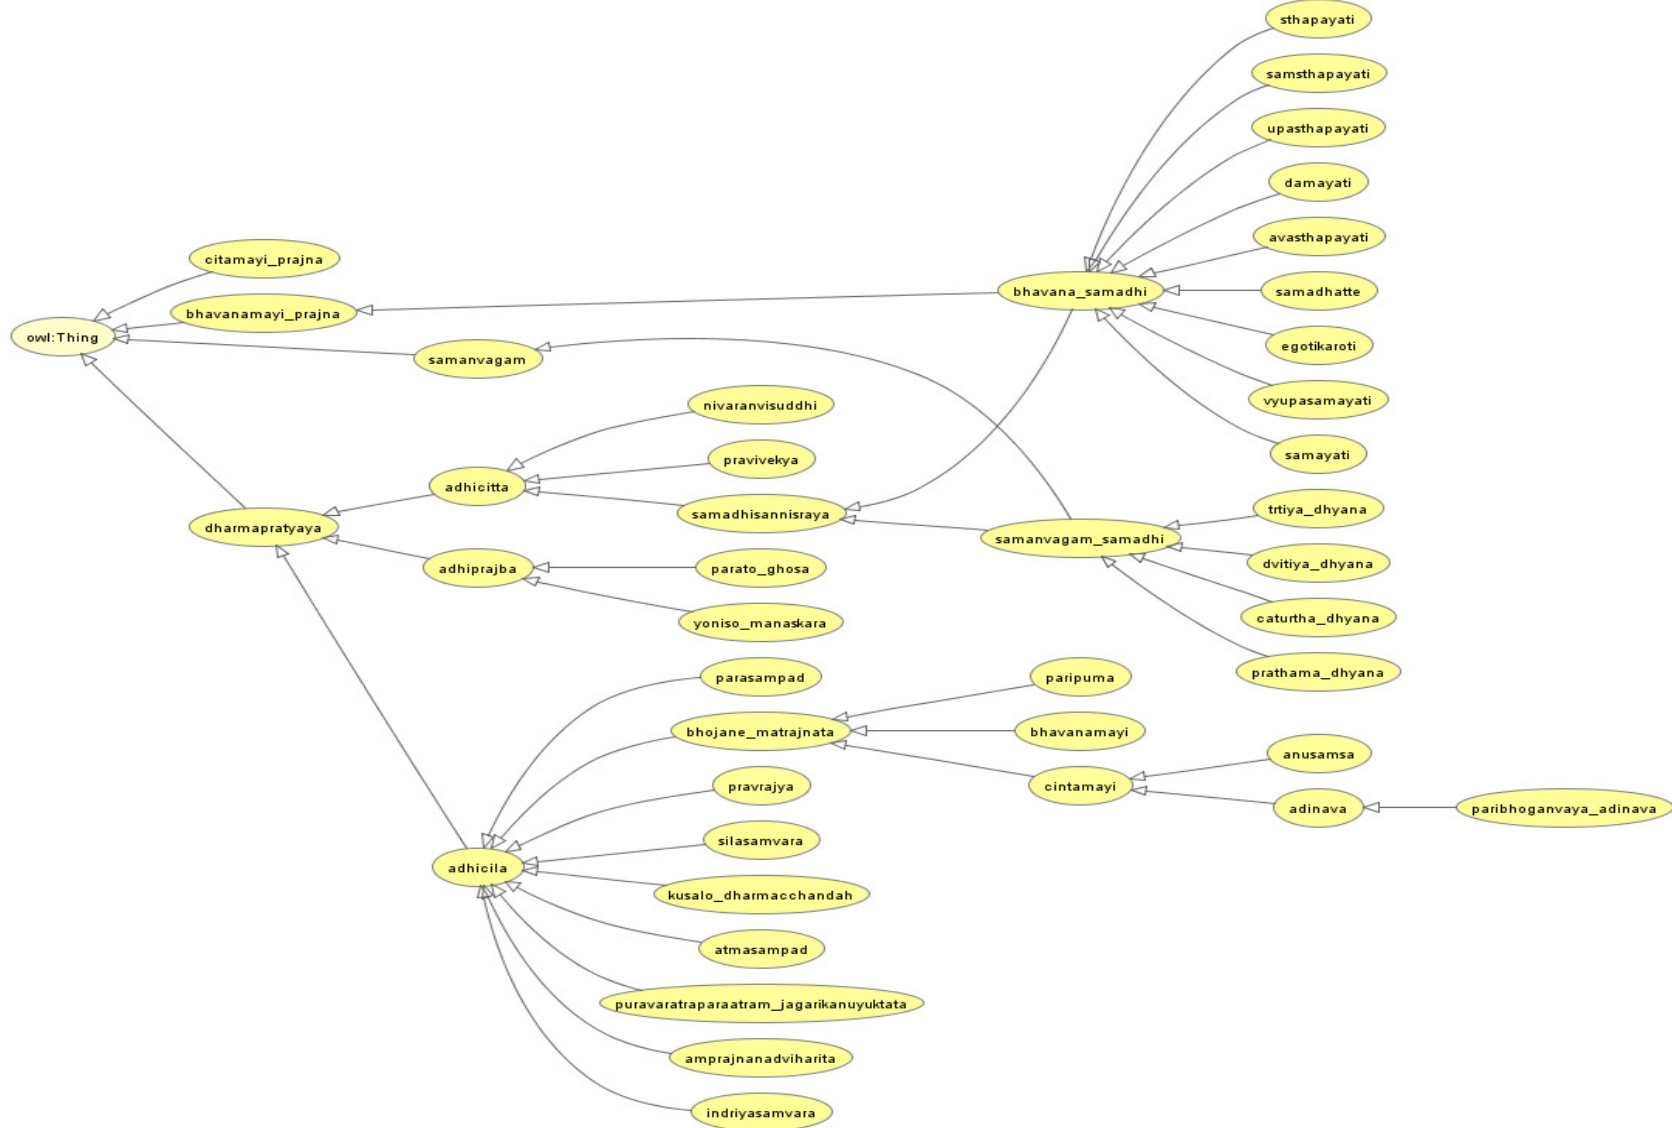 owl:Thing
citamayi_prajna
bhavanamayi_prajna
dharmapratyaya
samanvagam
adhicitta
adhiprajba
adhicila
nivaranvisuddhi
pravivekya
samadhisannisraya
parato_ghosa
yoniso_manaskara
parasampad
bhojane_matrajnata
pravrajya
silasamvara
kusalo_dharmacchandah
atmasampad
puravaratraparaatram_jagarikanuyuktata
amprajnanadviharita
indriyasamvara
bhavana_samadhi
samanvagam_samadhi
paripuma
bhavanamayi
cintamayi
sthapayati
samsthapayati
upasthapayati
damayati
avasthapayati
samadhatte
egotikaroti
vyupasamayati
samayati
trtiya_dhyana
dvitiya_dhyana
caturtha_dhyana
prathama_dhyana
anusamsa
adinava
paribhoganvaya_adinava